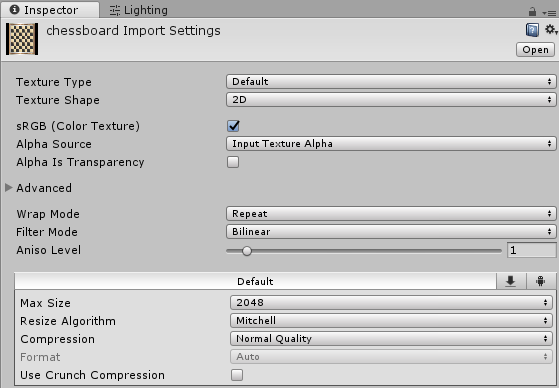 Inspector Lighting
chessboard Import Settings
Open
Texture Type Default
Texture Shape 2D
sRGB (Color Texture)
Alpha Source Input Texture Alpha
Alpha Is Transparency
Advanced
Wrap Mode Repeat
Filter Mode Bilinear
Aniso Level 1
Default
Max Size 2048
Resize Algorithm Mitchell
Compression Normal Quality
Format Auto
Use Crunch Compression